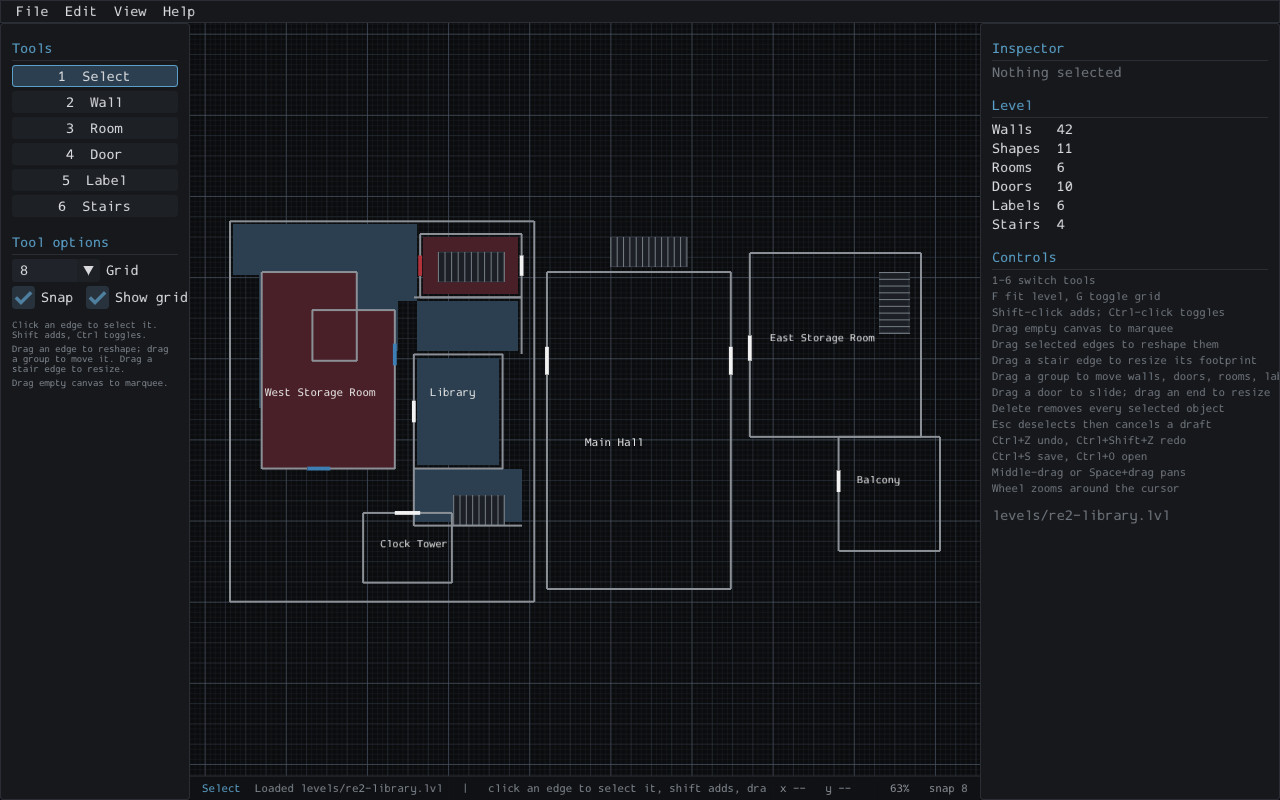 File Edit View Help
Tools
1 Select
2 Wall
3 Room
4 Door
5 Label
6 Stairs
Tool options
8 ▼ Grid
Snap Show grid
Click an edge to select it.
Shift adds, Ctrl toggles.
Drag an edge to reshape; drag
a group to move it. Drag a
stair edge to resize.
Drag empty canvas to marquee.
East Storage Room
West Storage Room
Library
Main Hall
Balcony
Clock Tower
Inspector
Nothing selected
Level
Walls 42
Shapes 11
Rooms 6
Doors 10
Labels 6
Stairs 4
Controls
1-6 switch tools
F fit level, G toggle grid
Shift-click adds; Ctrl-click toggles
Drag empty canvas to marquee
Drag selected edges to reshape them
Drag a stair edge to resize its footprint
Drag a group to move walls, doors, rooms, lab
Drag a door to slide; drag an end to resize
Delete removes every selected object
Esc deselects then cancels a draft
Ctrl+Z undo, Ctrl+Shift+Z redo
Ctrl+S save, Ctrl+O open
Middle-drag or Space+drag pans
Wheel zooms around the cursor
levels/re2-library.lvl
Select Loaded levels/re2-library.lvl | click an edge to select it, shift adds, dra x -- y -- 63% snap 8